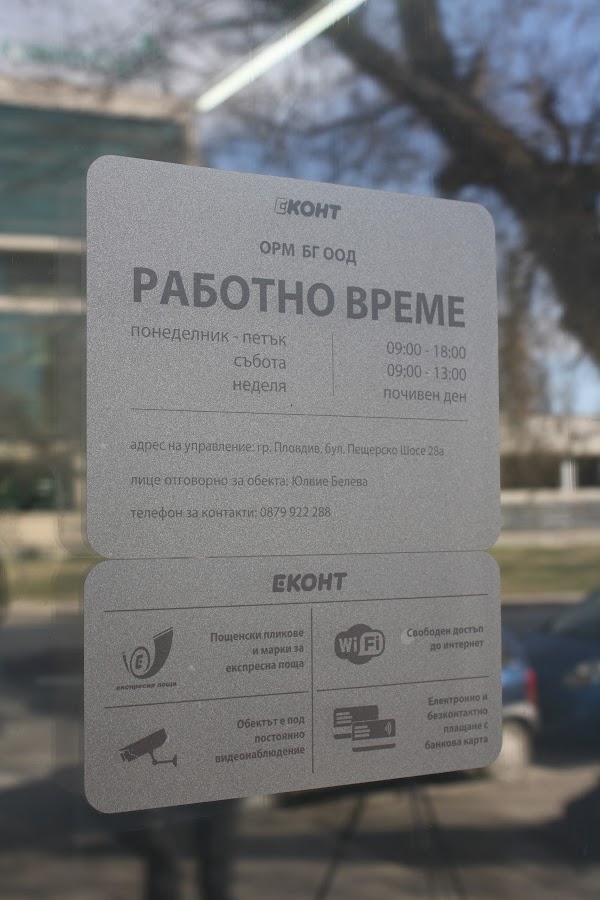 ЕКОНТ
ОРМ БГ ООД
РАБОТНО ВРЕМЕ
понеделник - петък 09:00 - 18:00
събота 09:00 - 13:00
неделя почивен ден
адрес на управление: гр. Пловдив, бул. Пещерско Шосе 28а
лице отговорно за обекта: Юлвие Белева
телефон за контакти: 0879 922 288
ЕКОНТ
Е
експресна поща
Пощенски пликове
и марки за
експресна поща
WiFi
Свободен достъп
до интернет
Обектът е под
постоянно
видеонаблюдение
Електронно и
безконтактно
плащане с
банкова карта